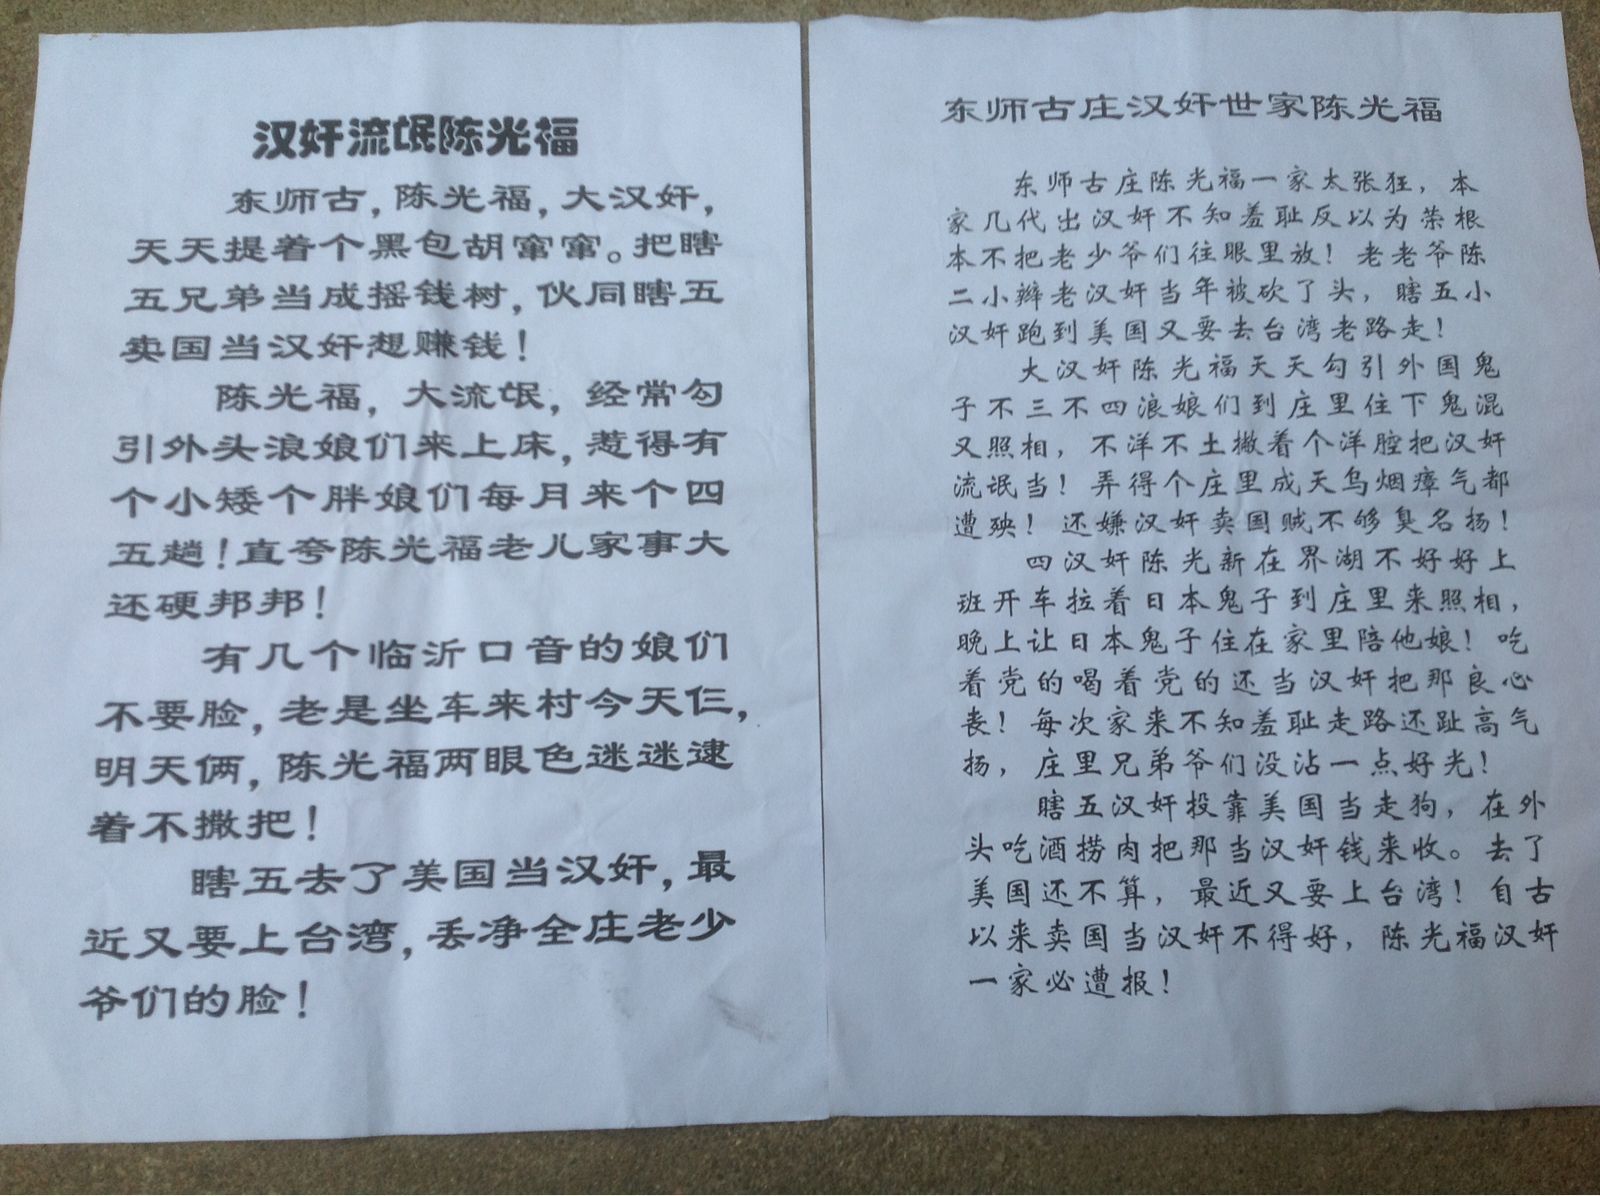 汉奸流氓陈光福
东师古,陈光福,大汉奸,
天天提着个黑包胡窜窜。把瞎
五兄弟当成摇钱树,伙同瞎五
卖国当汉奸想赚钱!
陈光福,大流氓,经常勾
引外头浪娘们来上床,惹得有
个小矮个胖娘们每月来个四
五趟!直夸陈光福老儿家事大
还硬邦邦!
有几个临沂口音的娘们
不要脸,老是坐车来村今天仨,
明天俩,陈光福两眼色迷迷逮
着不撒把!
瞎五去了美国当汉奸,最
近又要上台湾,丢净全庄老少
爷们的脸!
东师古庄汉奸世家陈光福
东师古庄陈光福一家太张狂,本
家几代出汉奸不知羞耻反以为荣根
本不把老少爷们往眼里放!老老爷陈
二小辫老汉奸当年被砍了头,瞎五小
汉奸跑到美国又要去台湾老路走!
大汉奸陈光福天天勾引外国鬼
子不三不四浪娘们到庄里住下鬼混
又照相,不洋不土撇着个洋腔把汉奸
流氓当!弄得个庄里成天乌烟瘴气都
遭殃!还嫌汉奸卖国贼不够臭名扬!
四汉奸陈光新在界湖不好好上
班开车拉着日本鬼子到庄里来照相,
晚上让日本鬼子住在家里陪他娘!吃
着党的喝着党的还当汉奸把那良心
丧!每次家来不知羞耻走路还趾高气
扬,庄里兄弟爷们没沾一点好光!
瞎五汉奸投靠美国当走狗,在外
头吃酒捞肉把那当汉奸钱来收。去了
美国还不算,最近又要上台湾!自古
以来卖国当汉奸不得好,陈光福汉奸
一家必遭报!